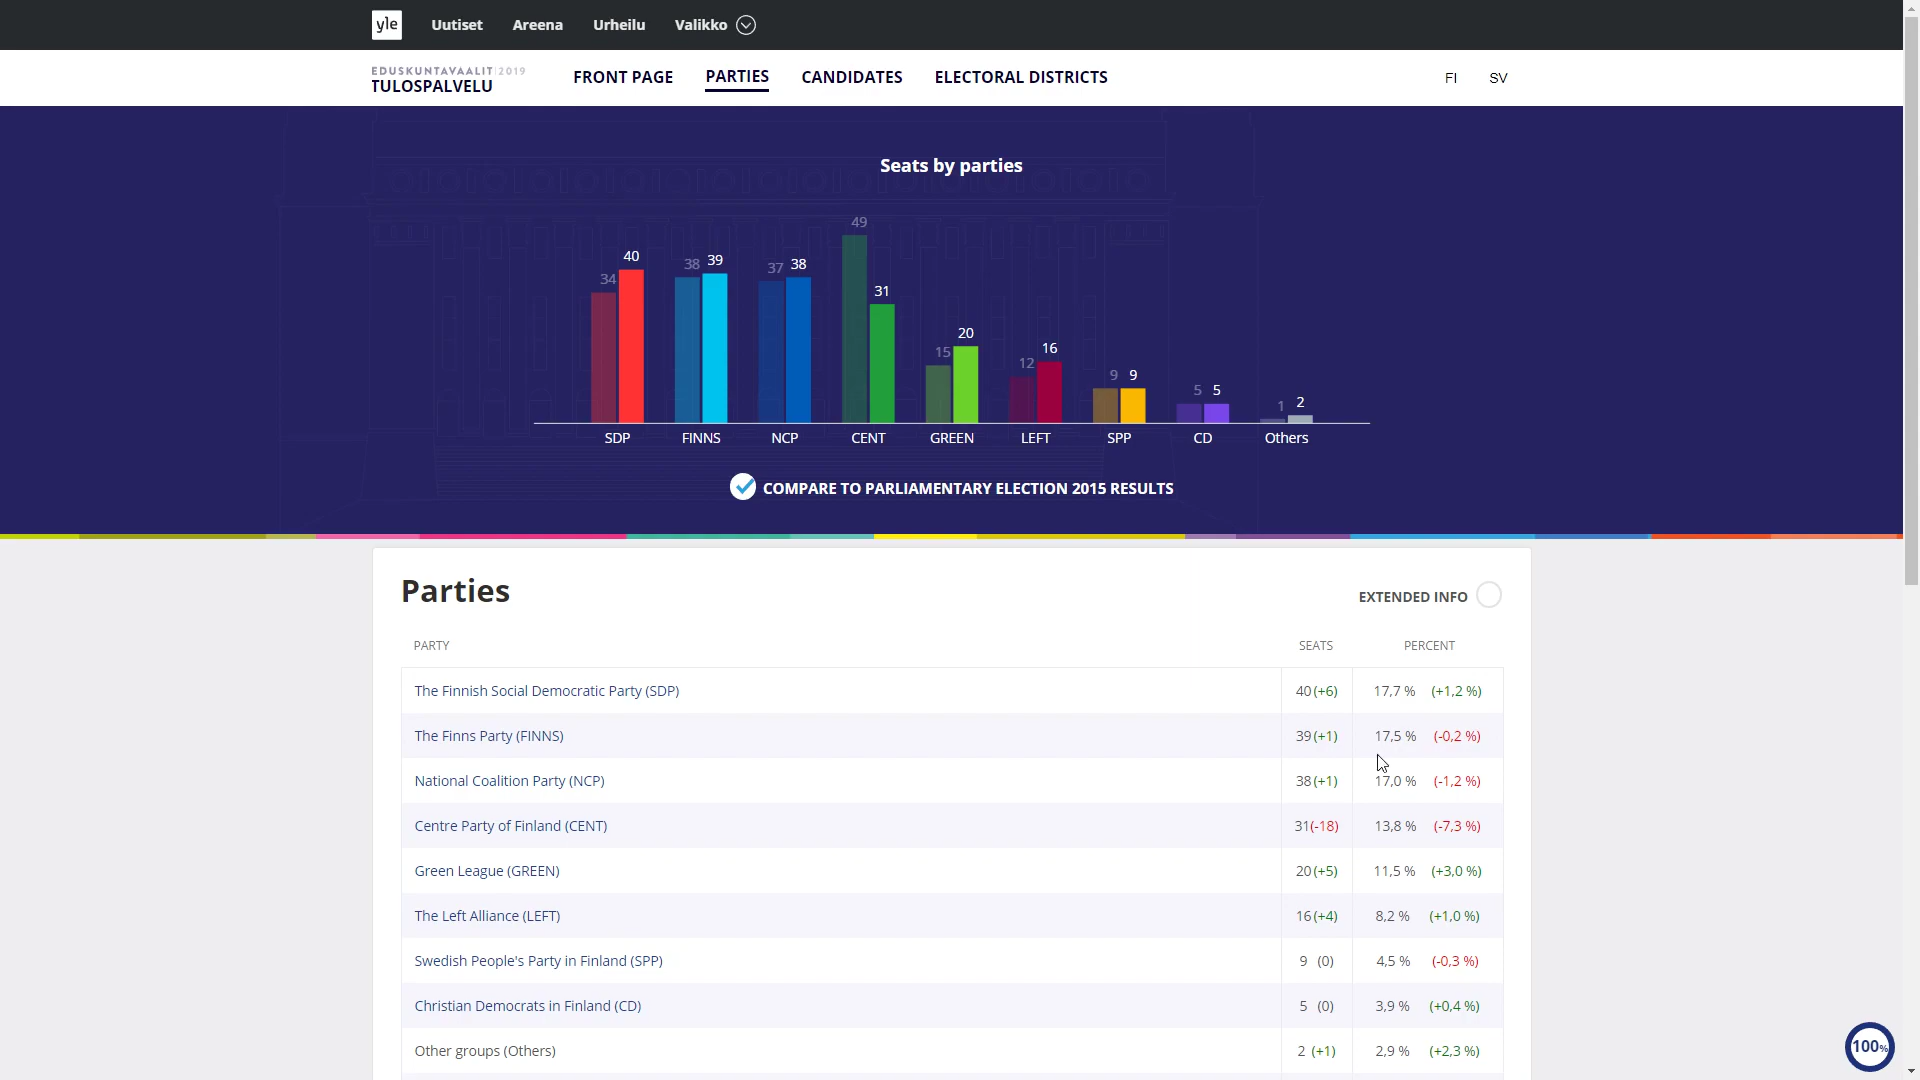 yle Uutiset Areena Urheilu Valikko
EDUSKUNTAVAALIT|2019
TULOSPALVELU
FRONT PAGE PARTIES CANDIDATES ELECTORAL DISTRICTS FI SV
Seats by parties
34 40 38 39 37 38 49 31 15 20 12 16 9 9 5 5 1 2
SDP FINNS NCP CENT GREEN LEFT SPP CD Others
COMPARE TO PARLIAMENTARY ELECTION 2015 RESULTS
Parties
EXTENDED INFO
PARTY SEATS PERCENT
The Finnish Social Democratic Party (SDP) 40 (+6) 17,7 % (+1,2 %)
The Finns Party (FINNS) 39 (+1) 17,5 % (-0,2 %)
National Coalition Party (NCP) 38 (+1) 17,0 % (-1,2 %)
Centre Party of Finland (CENT) 31 (-18) 13,8 % (-7,3 %)
Green League (GREEN) 20 (+5) 11,5 % (+3,0 %)
The Left Alliance (LEFT) 16 (+4) 8,2 % (+1,0 %)
Swedish People's Party in Finland (SPP) 9 (0) 4,5 % (-0,3 %)
Christian Democrats in Finland (CD) 5 (0) 3,9 % (+0,4 %)
Other groups (Others) 2 (+1) 2,9 % (+2,3 %)
100%